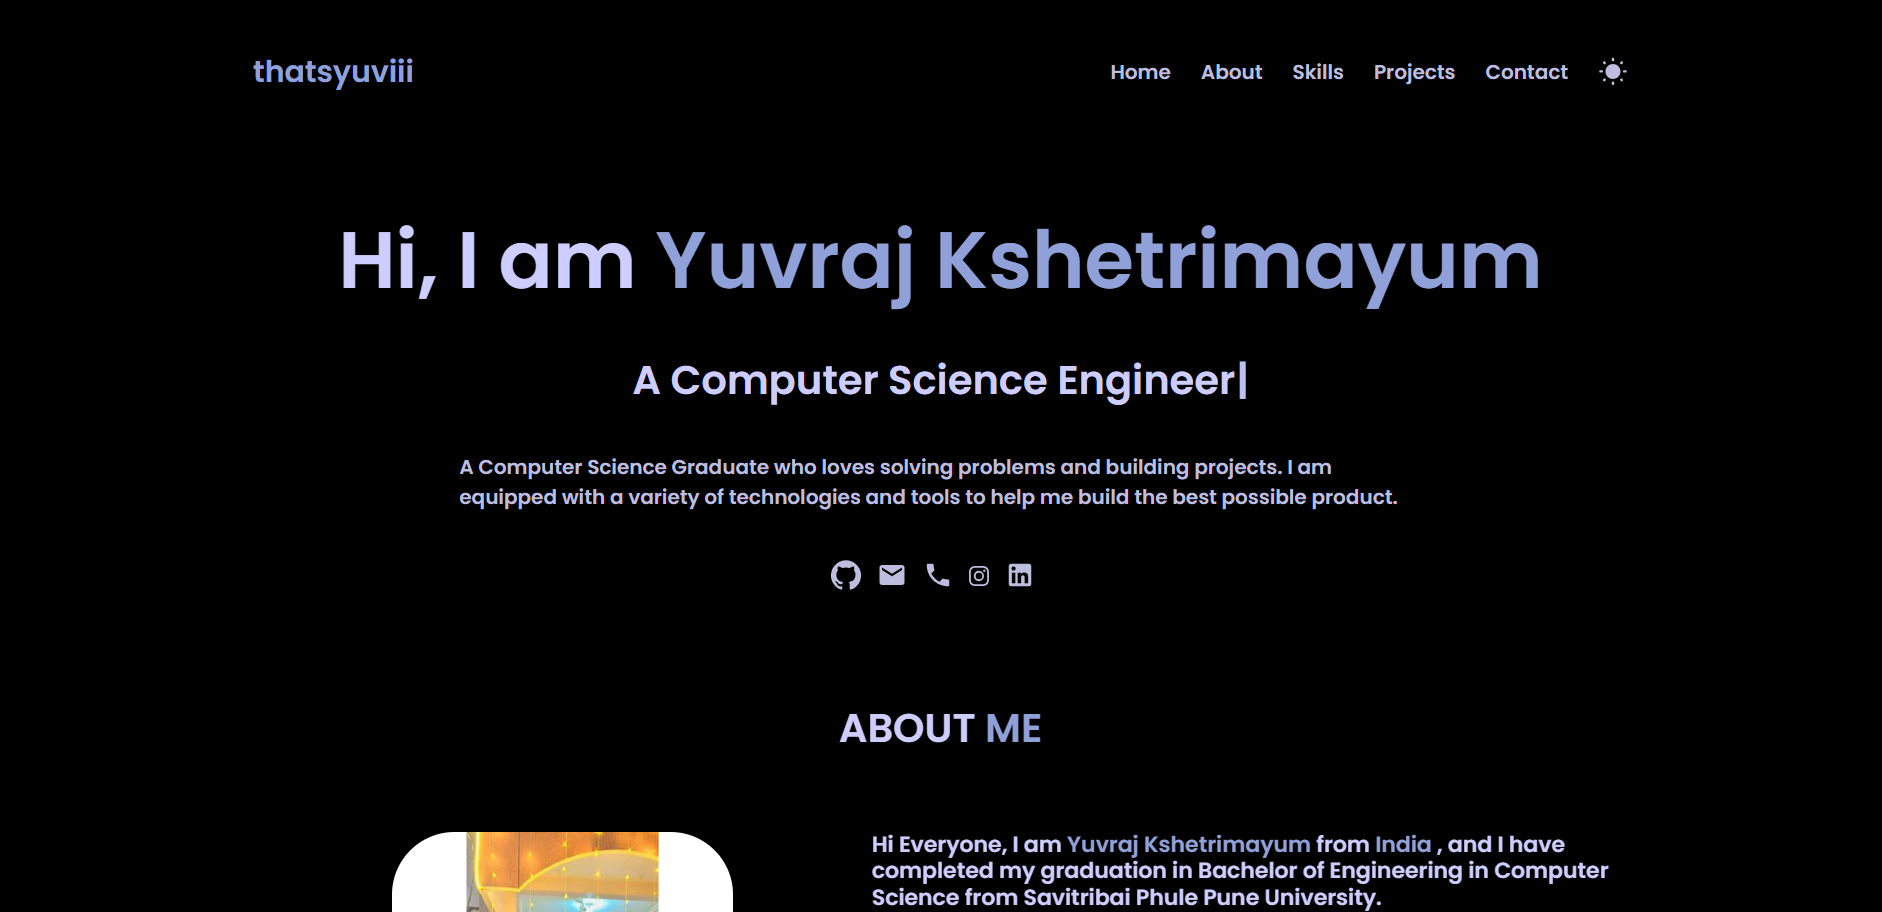 thatsyuviii
Home About Skills Projects Contact
Hi, I am Yuvraj Kshetrimayum
A Computer Science Engineer|
A Computer Science Graduate who loves solving problems and building projects. I am
equipped with a variety of technologies and tools to help me build the best possible product.
ABOUT ME
Hi Everyone, I am Yuvraj Kshetrimayum from India , and I have
completed my graduation in Bachelor of Engineering in Computer
Science from Savitribai Phule Pune University.